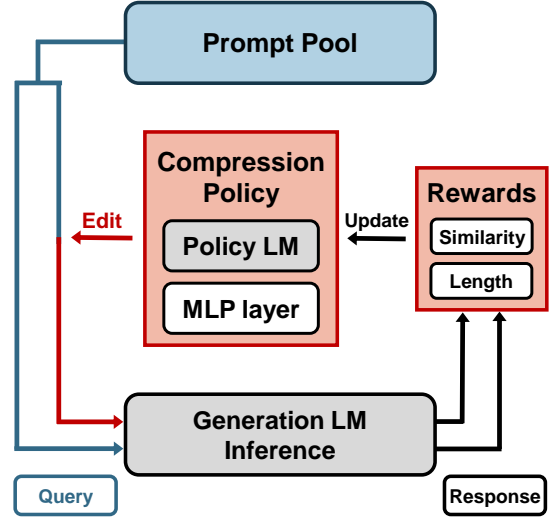 Prompt Pool
Compression
Policy
Policy LM
MLP layer
Edit
Update
Rewards
Similarity
Length
Generation LM
Inference
Query
Response